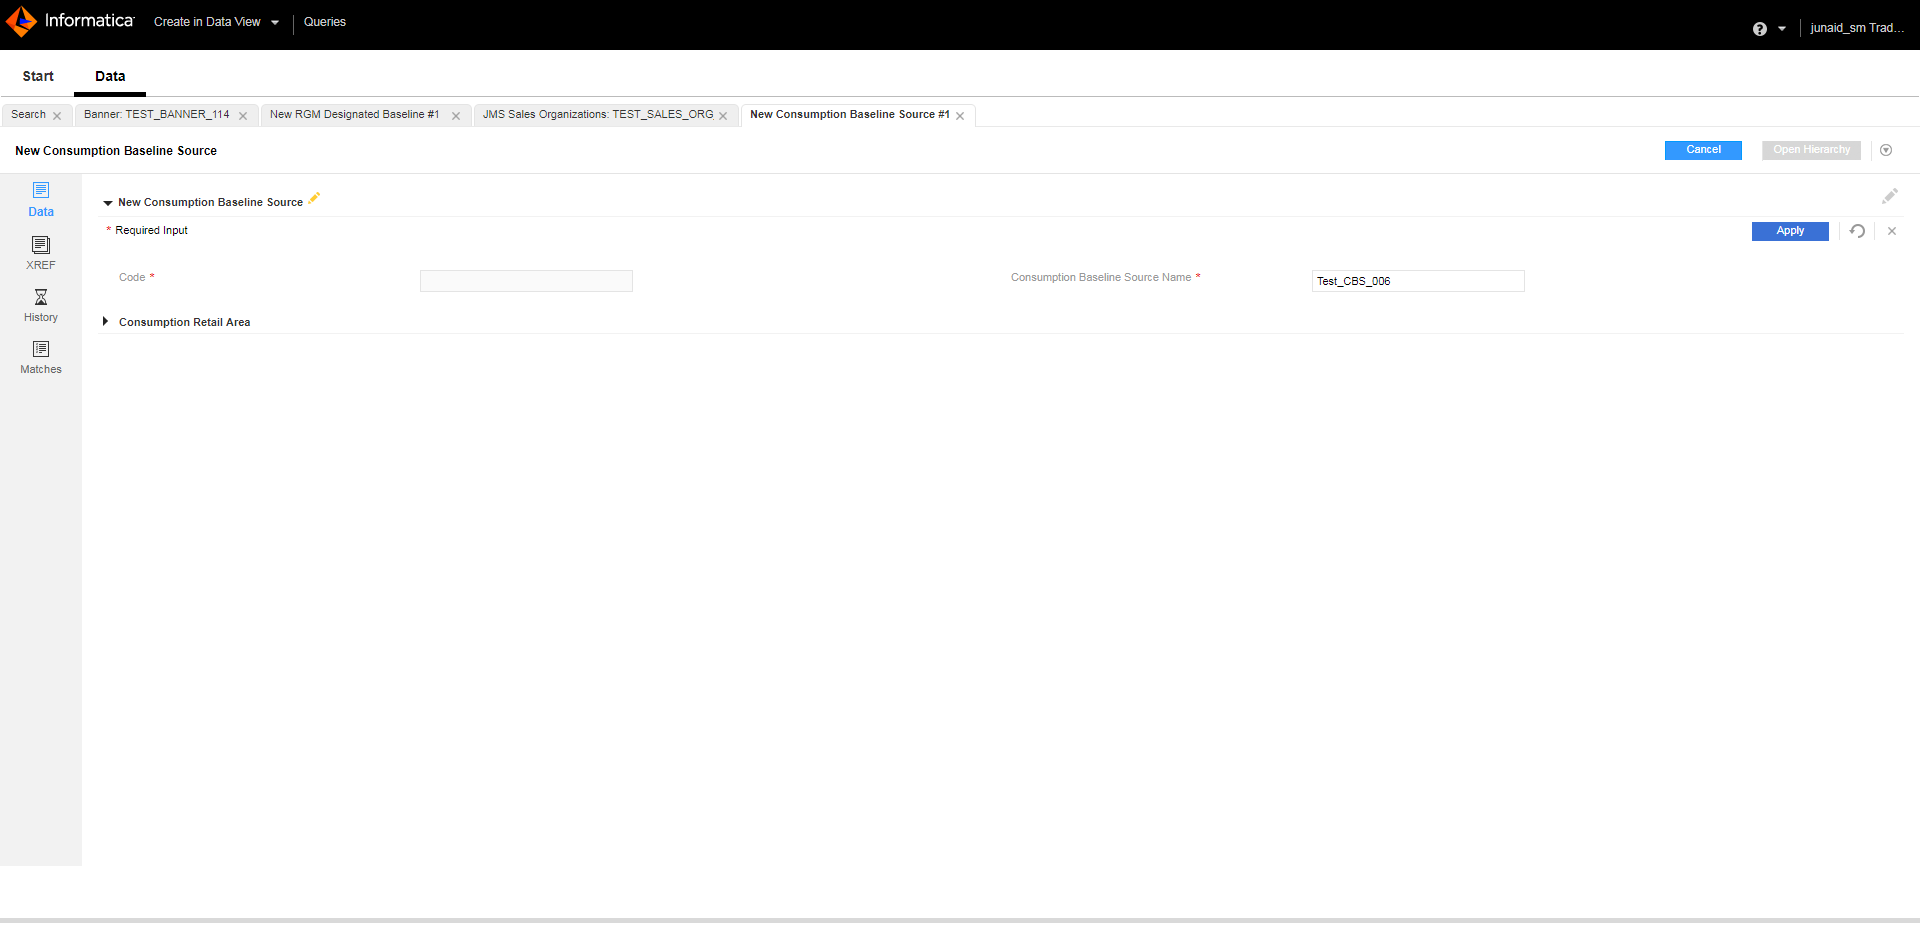 Informatica Create in Data View Queries junaid_sm Trad...
Start Data
Search Banner: TEST_BANNER_114 New RGM Designated Baseline #1 JMS Sales Organizations: TEST_SALES_ORG New Consumption Baseline Source #1
New Consumption Baseline Source Cancel Open Hierarchy
Data
XREF
History
Matches
New Consumption Baseline Source
* Required Input Apply
Code * Consumption Baseline Source Name * Test_CBS_006
Consumption Retail Area